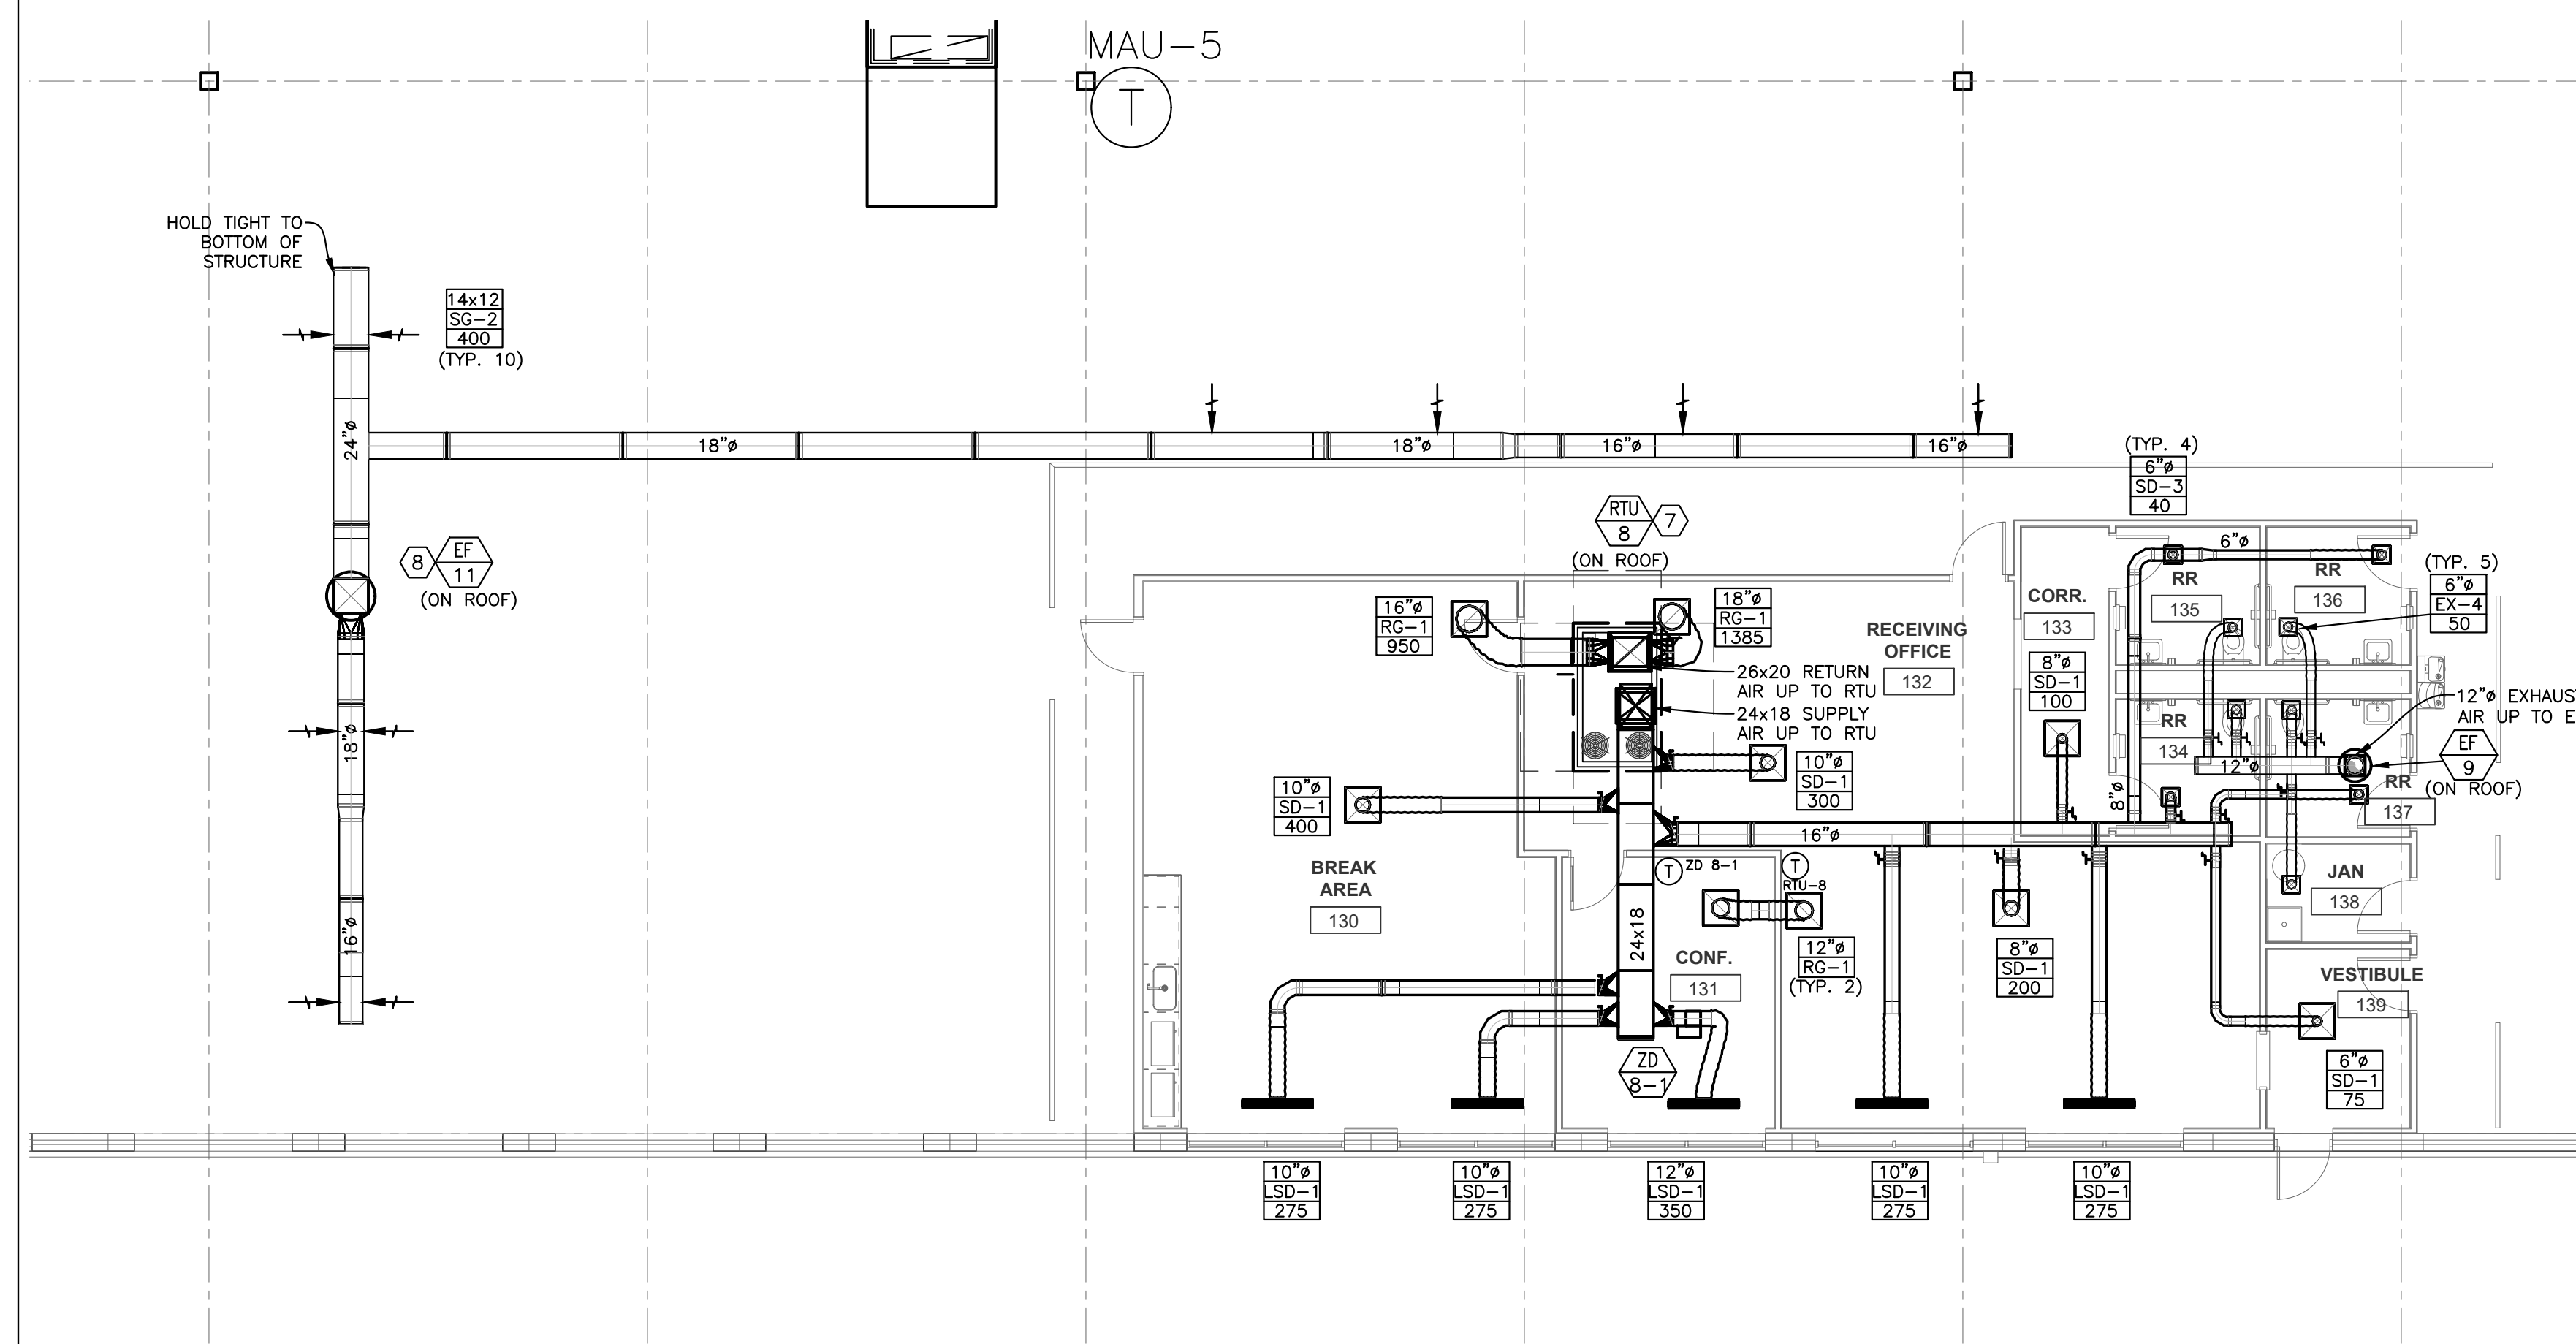 MAU-5
T
HOLD TIGHT TO
BOTTOM OF
STRUCTURE
14x12
SG-2
400
(TYP. 10)
24"ø
18"ø
18"ø
16"ø
16"ø
8
EF
11
(ON ROOF)
18"ø
16"ø
RTU
8
7
(ON ROOF)
16"ø
RG-1
950
18"ø
RG-1
1385
RECEIVING
OFFICE
132
26x20 RETURN
AIR UP TO RTU
24x18 SUPPLY
AIR UP TO RTU
10"ø
SD-1
300
10"ø
SD-1
400
BREAK
AREA
130
16"ø
T
ZD 8-1
T
RTU-8
24x18
CONF.
131
12"ø
RG-1
(TYP. 2)
8"ø
SD-1
200
ZD
8-1
CORR.
133
8"ø
SD-1
100
(TYP. 4)
6"ø
SD-3
40
6"ø
RR
135
RR
136
(TYP. 5)
6"ø
EX-4
50
RR
134
8"ø
12"ø
12"ø EXHAUS
AIR UP TO E
EF
9
(ON ROOF)
RR
137
JAN
138
VESTIBULE
139
6"ø
SD-1
75
10"ø
LSD-1
275
10"ø
LSD-1
275
12"ø
LSD-1
350
10"ø
LSD-1
275
10"ø
LSD-1
275